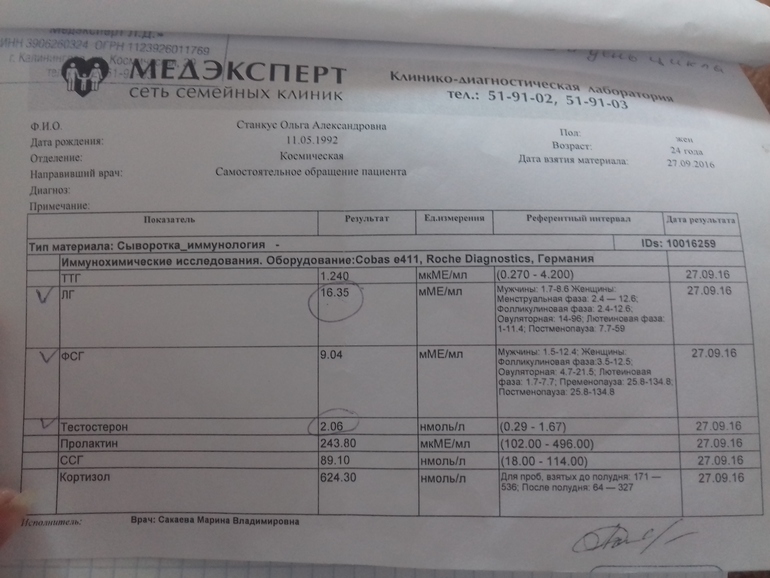 Медэксперт Л.Д.»
ИНН 3906260324 ОГРН 1123926011769
г. Калининград, Космическая,
день цикла
МЕДЭКСПЕРТ
сеть семейных клиник
Клинико-диагностическая лаборатория
тел.: 51-91-02, 51-91-03
Ф.И.О. Станкус Ольга Александровна Пол: жен
Дата рождения: 11.05.1992 Возраст: 24 года
Отделение: Космическая Дата взятия материала: 27.09.2016
Направивший врач: Самостоятельное обращение пациента
Диагноз:
Примечание:
Показатель Результат Ед.измерения Референтный интервал Дата результата
Тип материала: Сыворотка_иммунология - IDs: 10016259
Иммунохимические исследования. Оборудование:Cobas e411, Roche Diagnostics, Германия
ТТГ 1.240 мкМЕ/мл (0.270 - 4.200) 27.09.16
ЛГ 16.35 мМЕ/мл Мужчины: 1.7-8.6 Женщины: 27.09.16
Менструальная фаза: 2.4 — 12.6;
Фолликулиновая фаза: 2.4-12.6;
Овуляторная: 14-96; Лютеиновая фаза:
1-11.4; Постменопауза: 7.7-59
ФСГ 9.04 мМЕ/мл Мужчины: 1.5-12.4; Женщины: 27.09.16
Фолликулиновая фаза:3.5-12.5;
Овуляторная: 4.7-21.5; Лютеиновая
фаза: 1.7-7.7; Пременопауза: 25.8-134.8;
Постменопауза: 25.8-134.8
Тестостерон 2.06 нмоль/л (0.29 - 1.67) 27.09.16
Пролактин 243.80 мкМЕ/мл (102.00 - 496.00) 27.09.16
ССГ 89.10 нмоль/л (18.00 - 114.00) 27.09.16
Кортизол 624.30 нмоль/л Для проб, взятых до полудня: 171 — 27.09.16
536; После полудня: 64 — 327
Исполнитель: Врач: Сакаева Марина Владимировна